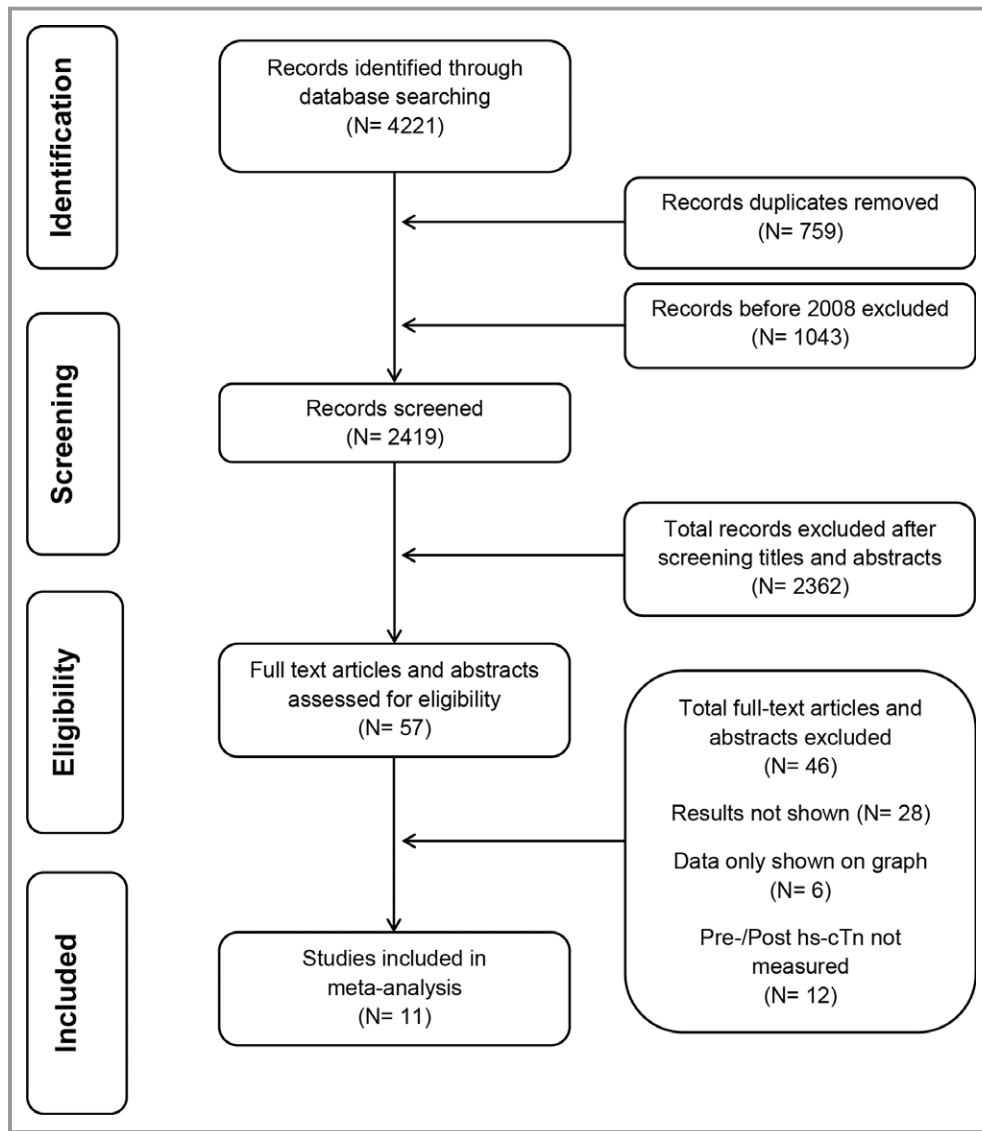 Identification
Records identified through
database searching
(N= 4221)
Records duplicates removed
(N= 759)
Records before 2008 excluded
(N= 1043)
Screening
Records screened
(N= 2419)
Total records excluded after
screening titles and abstracts
(N= 2362)
Eligibility
Full text articles and abstracts
assessed for eligibility
(N= 57)
Total full-text articles and
abstracts excluded
(N= 46)
Results not shown (N= 28)
Data only shown on graph
(N= 6)
Pre-/Post hs-cTn not
measured
(N= 12)
Included
Studies included in
meta-analysis
(N= 11)